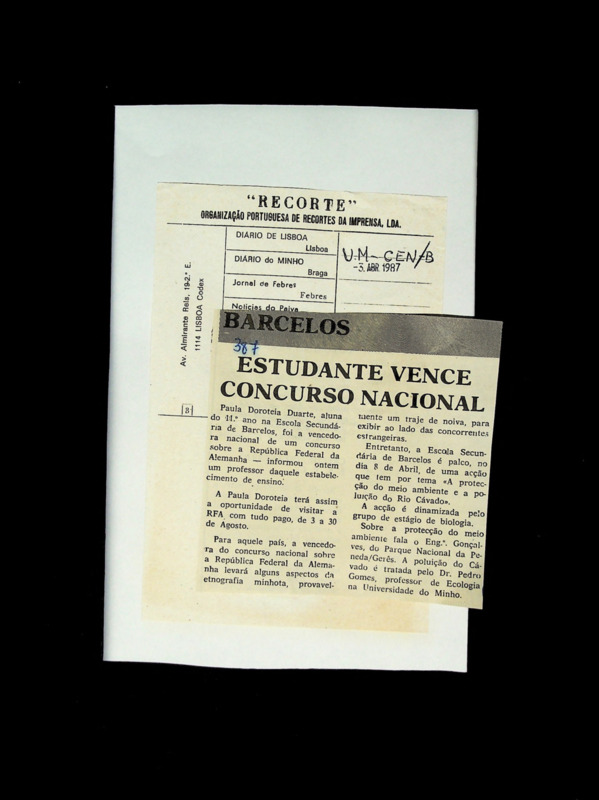 "RECORTE"
ORGANIZAÇÃO PORTUGUESA DE RECORTES DA IMPRENSA, LDA.
Av. Almirante Reis, 19-2.º E.
1114 LISBOA Codex
DIÁRIO DE LISBOA
Lisboa
DIÁRIO do MINHO
Braga
Jornal de Febres
Febres
Notícias da Paiva
U.M-CEN/B
-3. ABR. 1987
3
BARCELOS
387
ESTUDANTE VENCE
CONCURSO NACIONAL
Paula Doroteia Duarte, aluna
do 11.º ano na Escola Secundá-
ria de Barcelos, foi a vencedo-
ra nacional de um concurso
sobre a República Federal da
Alemanha — informou ontem
um professor daquele estabele-
cimento de ensino.
A Paula Doroteia terá assim
a oportunidade de visitar a
RFA com tudo pago, de 3 a 30
de Agosto.
Para aquele país, a vencedo-
ra do concurso nacional sobre
a República Federal da Alema-
nha levará alguns aspectos da
etnografia minhota, provavel-
mente um traje de noiva, para
exibir ao lado das concorrentes
estrangeiras.
Entretanto, a Escola Secun-
dária de Barcelos é palco, no
dia 8 de Abril, de uma acção
que tem por tema «A protec-
ção do meio ambiente e a po-
luição do Rio Cávado».
A acção é dinamizada pelo
grupo de estágio de biologia.
Sobre a protecção do meio
ambiente fala o Eng.º. Gonçal-
ves, do Parque Nacional da Pe-
neda/Gerês. A poluição do Cá-
vado é tratada pelo Dr. Pedro
Gomes, professor de Ecologia
na Universidade do Minho.